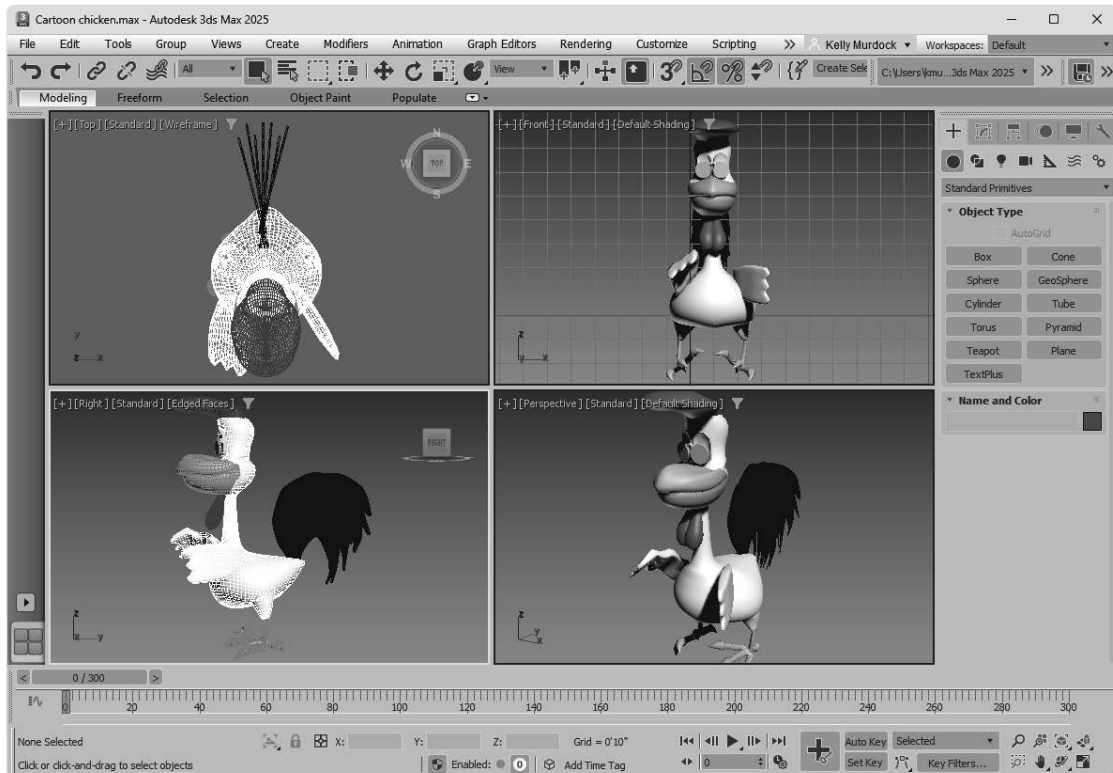 Cartoon chicken.max - Autodesk 3ds Max 2025
File Edit Tools Group Views Create Modifiers Animation Graph Editors Rendering Customize Scripting Kelly Murdock Workspaces: Default
All View 3 Create Sele C:\Users\kmu...3ds Max 2025
Modeling Freeform Selection Object Paint Populate
[+] [Top] [Standard] [Wireframe]
N
W TOP E
S
y
z x
[+] [Front] [Standard] [Default Shading]
z
y x
[+] [Right] [Standard] [Edged Faces]
RIGHT
z
x y
[+] [Perspective] [Standard] [Default Shading]
z
y
x
Standard Primitives
Object Type
AutoGrid
Box Cone
Sphere GeoSphere
Cylinder Tube
Torus Pyramid
Teapot Plane
TextPlus
Name and Color
< 0 / 300 >
0 20 40 60 80 100 120 140 160 180 200 220 240 260 280 300
None Selected X: Y: Z: Grid = 0'10" Auto Key Selected
Click or click-and-drag to select objects Enabled: 0 Add Time Tag 0 Set Key Key Filters...